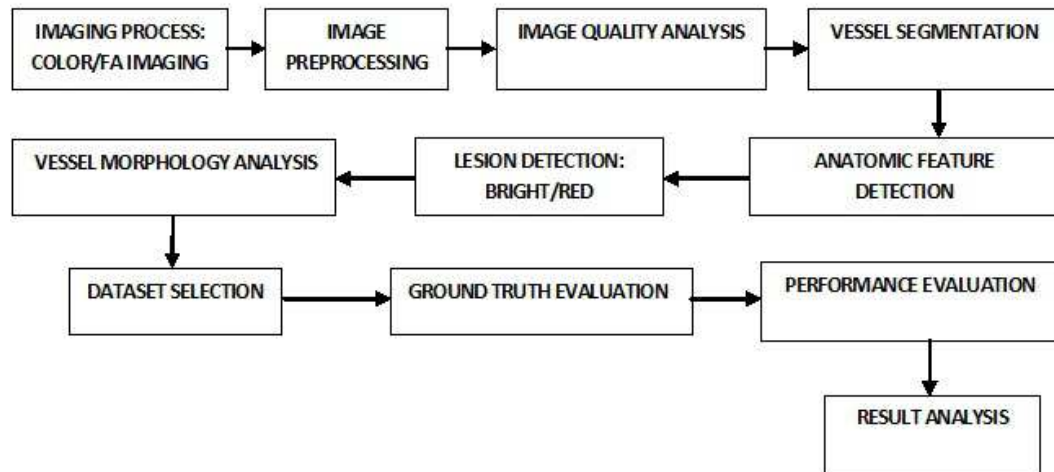 IMAGING PROCESS:
COLOR/FA IMAGING
IMAGE
PREPROCESSING
IMAGE QUALITY ANALYSIS
VESSEL SEGMENTATION
ANATOMIC FEATURE
DETECTION
LESION DETECTION:
BRIGHT/RED
VESSEL MORPHOLOGY ANALYSIS
DATASET SELECTION
GROUND TRUTH EVALUATION
PERFORMANCE EVALUATION
RESULT ANALYSIS